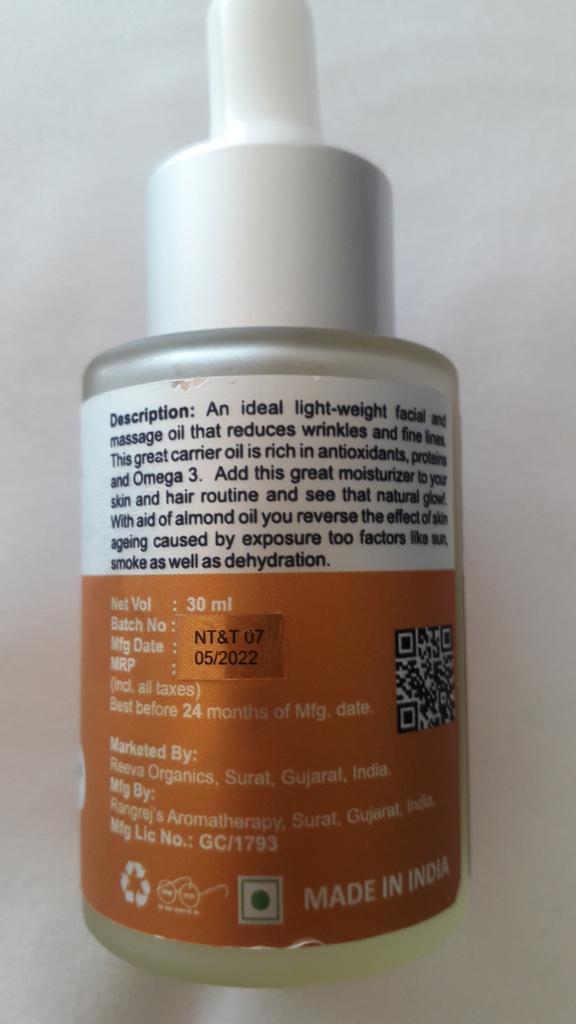 Description: An ideal light-weight facial and
massage oil that reduces wrinkles and fine lines.
This great carrier oil is rich in antioxidants, proteins
and Omega 3. Add this great moisturizer to your
skin and hair routine and see that natural glow!
With aid of almond oil you reverse the effect of skin
ageing caused by exposure too factors like sun,
smoke as well as dehydration.
Net Vol : 30 ml
Batch No : NT&T 07
Mfg Date : 05/2022
MRP :
(Incl. all taxes)
Best before 24 months of Mfg. date.
Marketed By:
Reeva Organics, Surat, Gujarat, India.
Mfg By:
Rangrej's Aromatherapy, Surat, Gujarat, India.
Mfg Lic No.: GC/1793
MADE IN INDIA